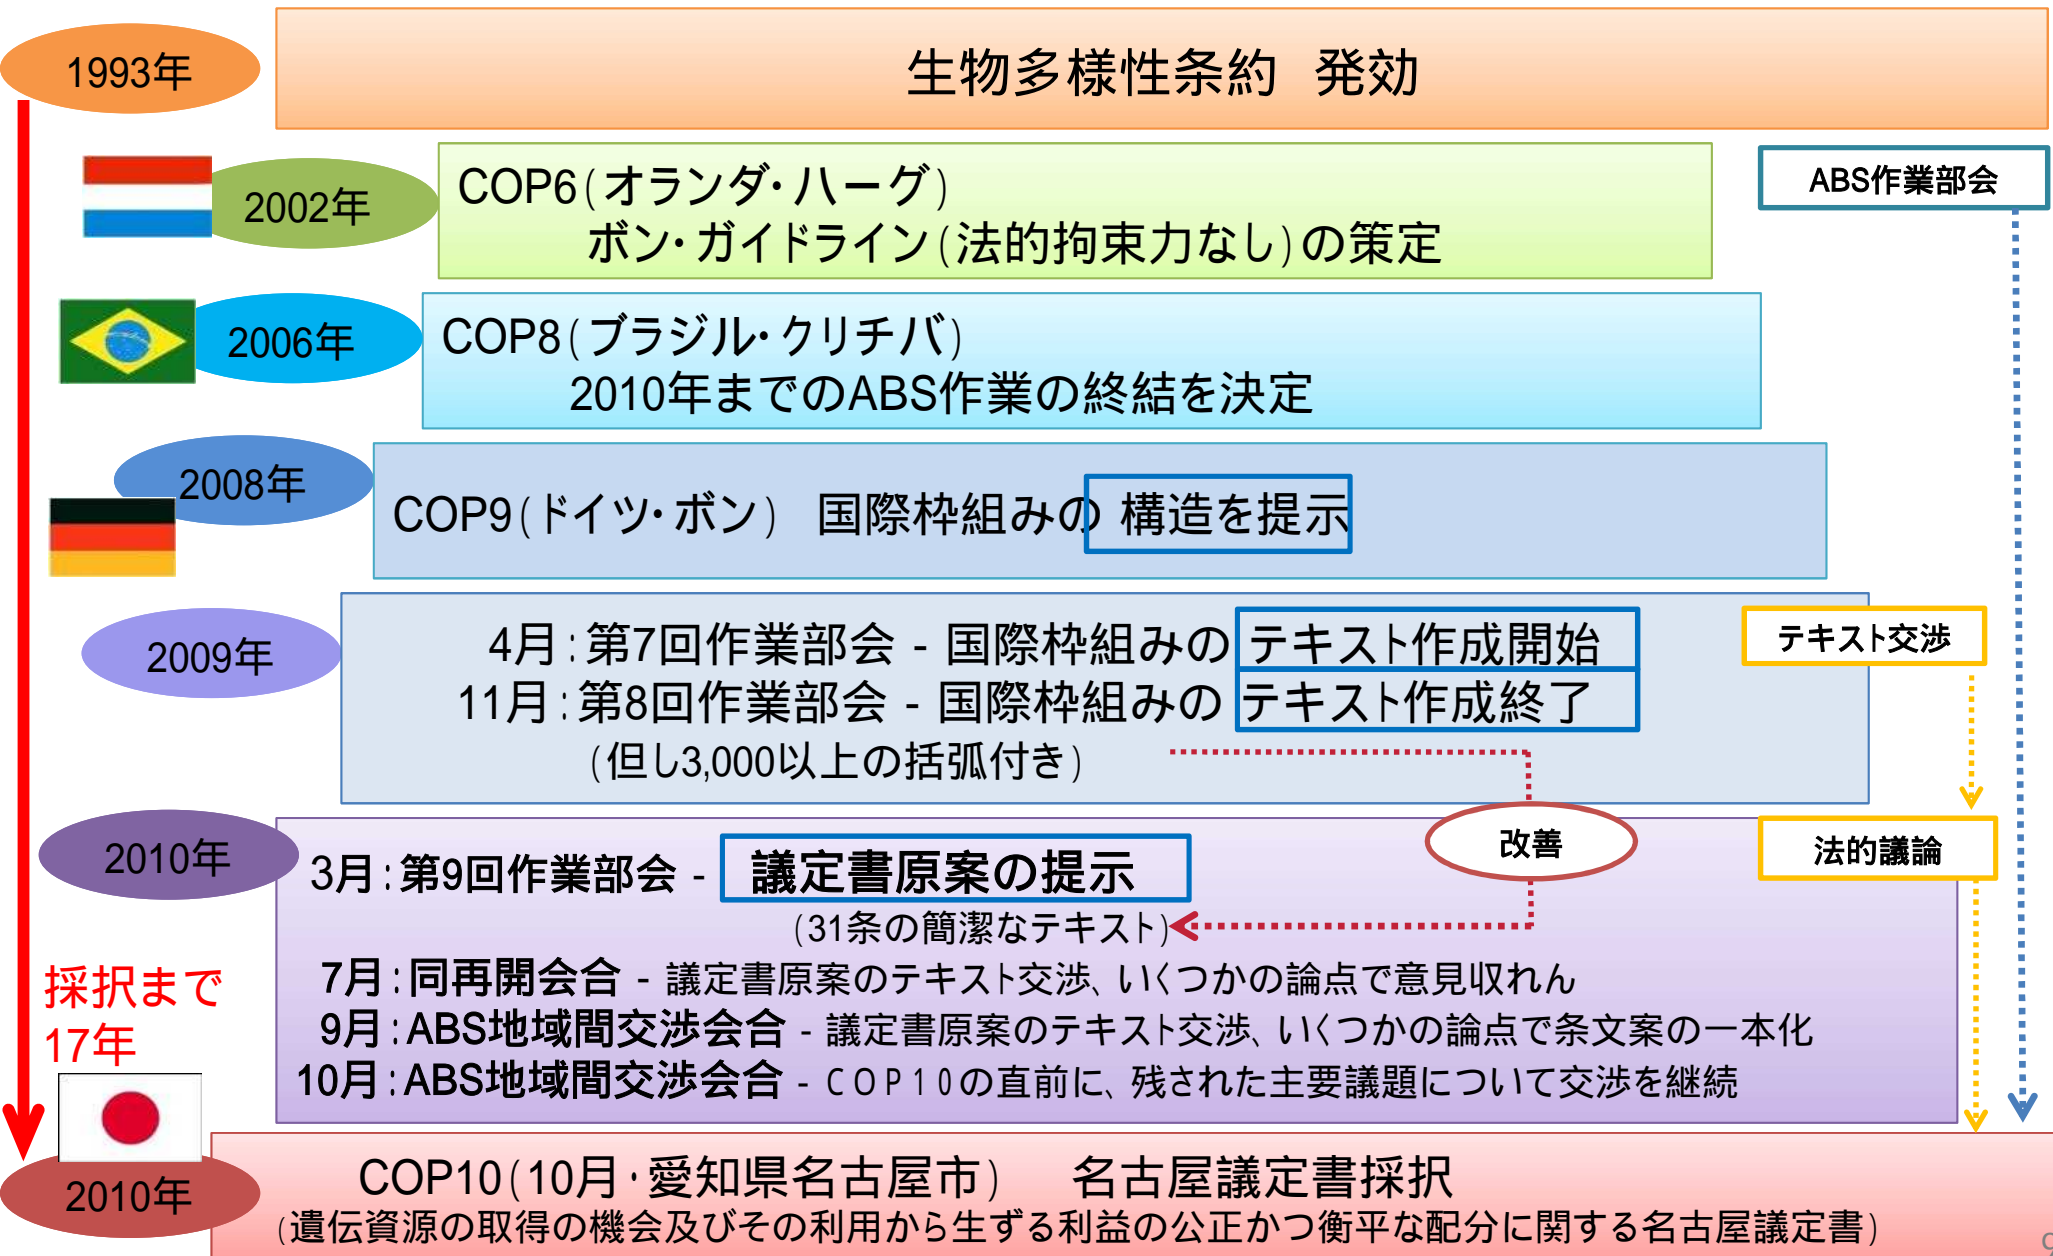 1993年
生物多様性条約　発効
2002年
COP6(オランダ・ハーグ)
ボン・ガイドライン(法的拘束力なし)の策定
ABS作業部会
2006年
COP8(ブラジル・クリチバ)
2010年までのABS作業の終結を決定
2008年
COP9(ドイツ・ボン)　国際枠組みの 構造を提示
2009年
4月:第7回作業部会 - 国際枠組みの テキスト作成開始
11月:第8回作業部会 - 国際枠組みの テキスト作成終了
(但し3,000以上の括弧付き)
テキスト交渉
改善
法的議論
2010年
3月:第9回作業部会 - 議定書原案の提示
(31条の簡潔なテキスト)
7月:同再開会合 - 議定書原案のテキスト交渉、いくつかの論点で意見収れん
9月:ABS地域間交渉会合 - 議定書原案のテキスト交渉、いくつかの論点で条文案の一本化
10月:ABS地域間交渉会合 - COP10の直前に、残された主要議題について交渉を継続
採択まで
17年
2010年
COP10(10月・愛知県名古屋市)　名古屋議定書採択
(遺伝資源の取得の機会及びその利用から生ずる利益の公正かつ衡平な配分に関する名古屋議定書)